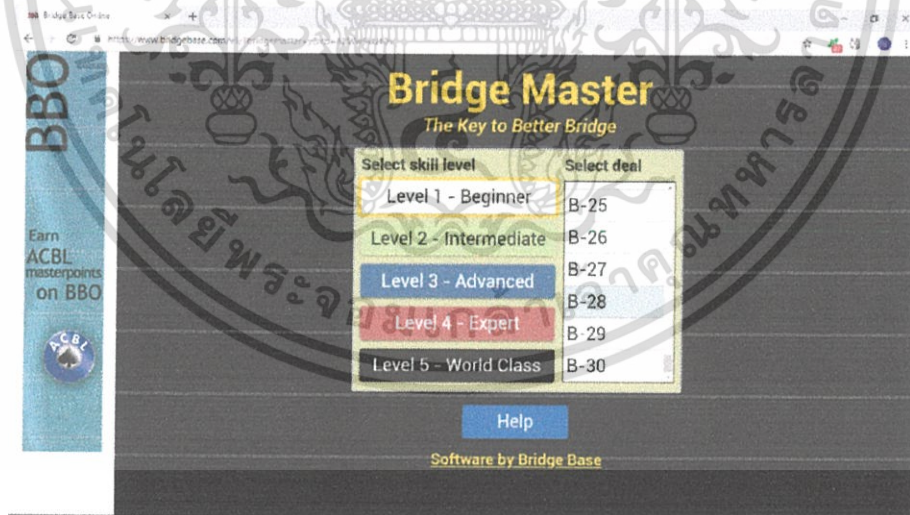 Bridge Base Online
BBO
Earn
ACBL
masterpoints
on BBO
ACBL
Bridge Master
The Key to Better Bridge
Select skill level
Select deal
Level 1 - Beginner
Level 2 - Intermediate
Level 3 - Advanced
Level 4 - Expert
Level 5 - World Class
B-25
B-26
B-27
B-28
B-29
B-30
Help
Software by Bridge Base